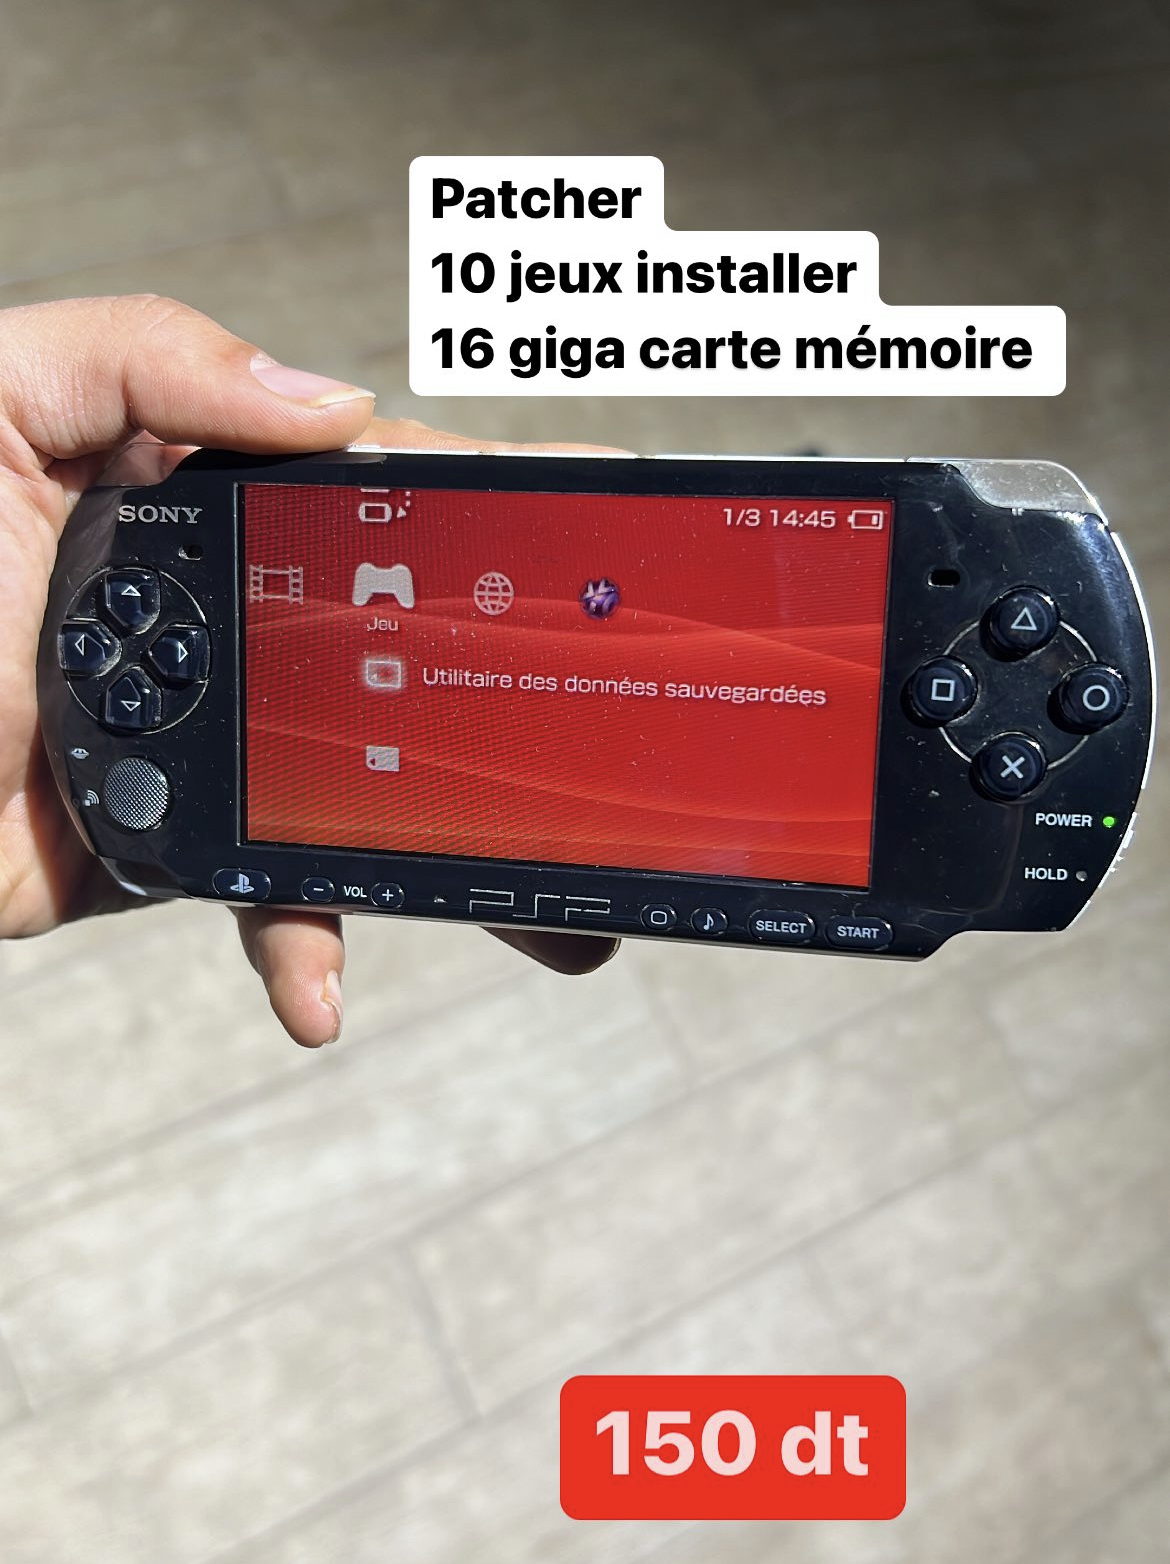 Patcher
10 jeux installer
16 giga carte mémoire
SONY
1/3 14:45
Jeu
Utilitaire des données sauvegardées
POWER
HOLD
VOL
PSP
SELECT
START
150 dt